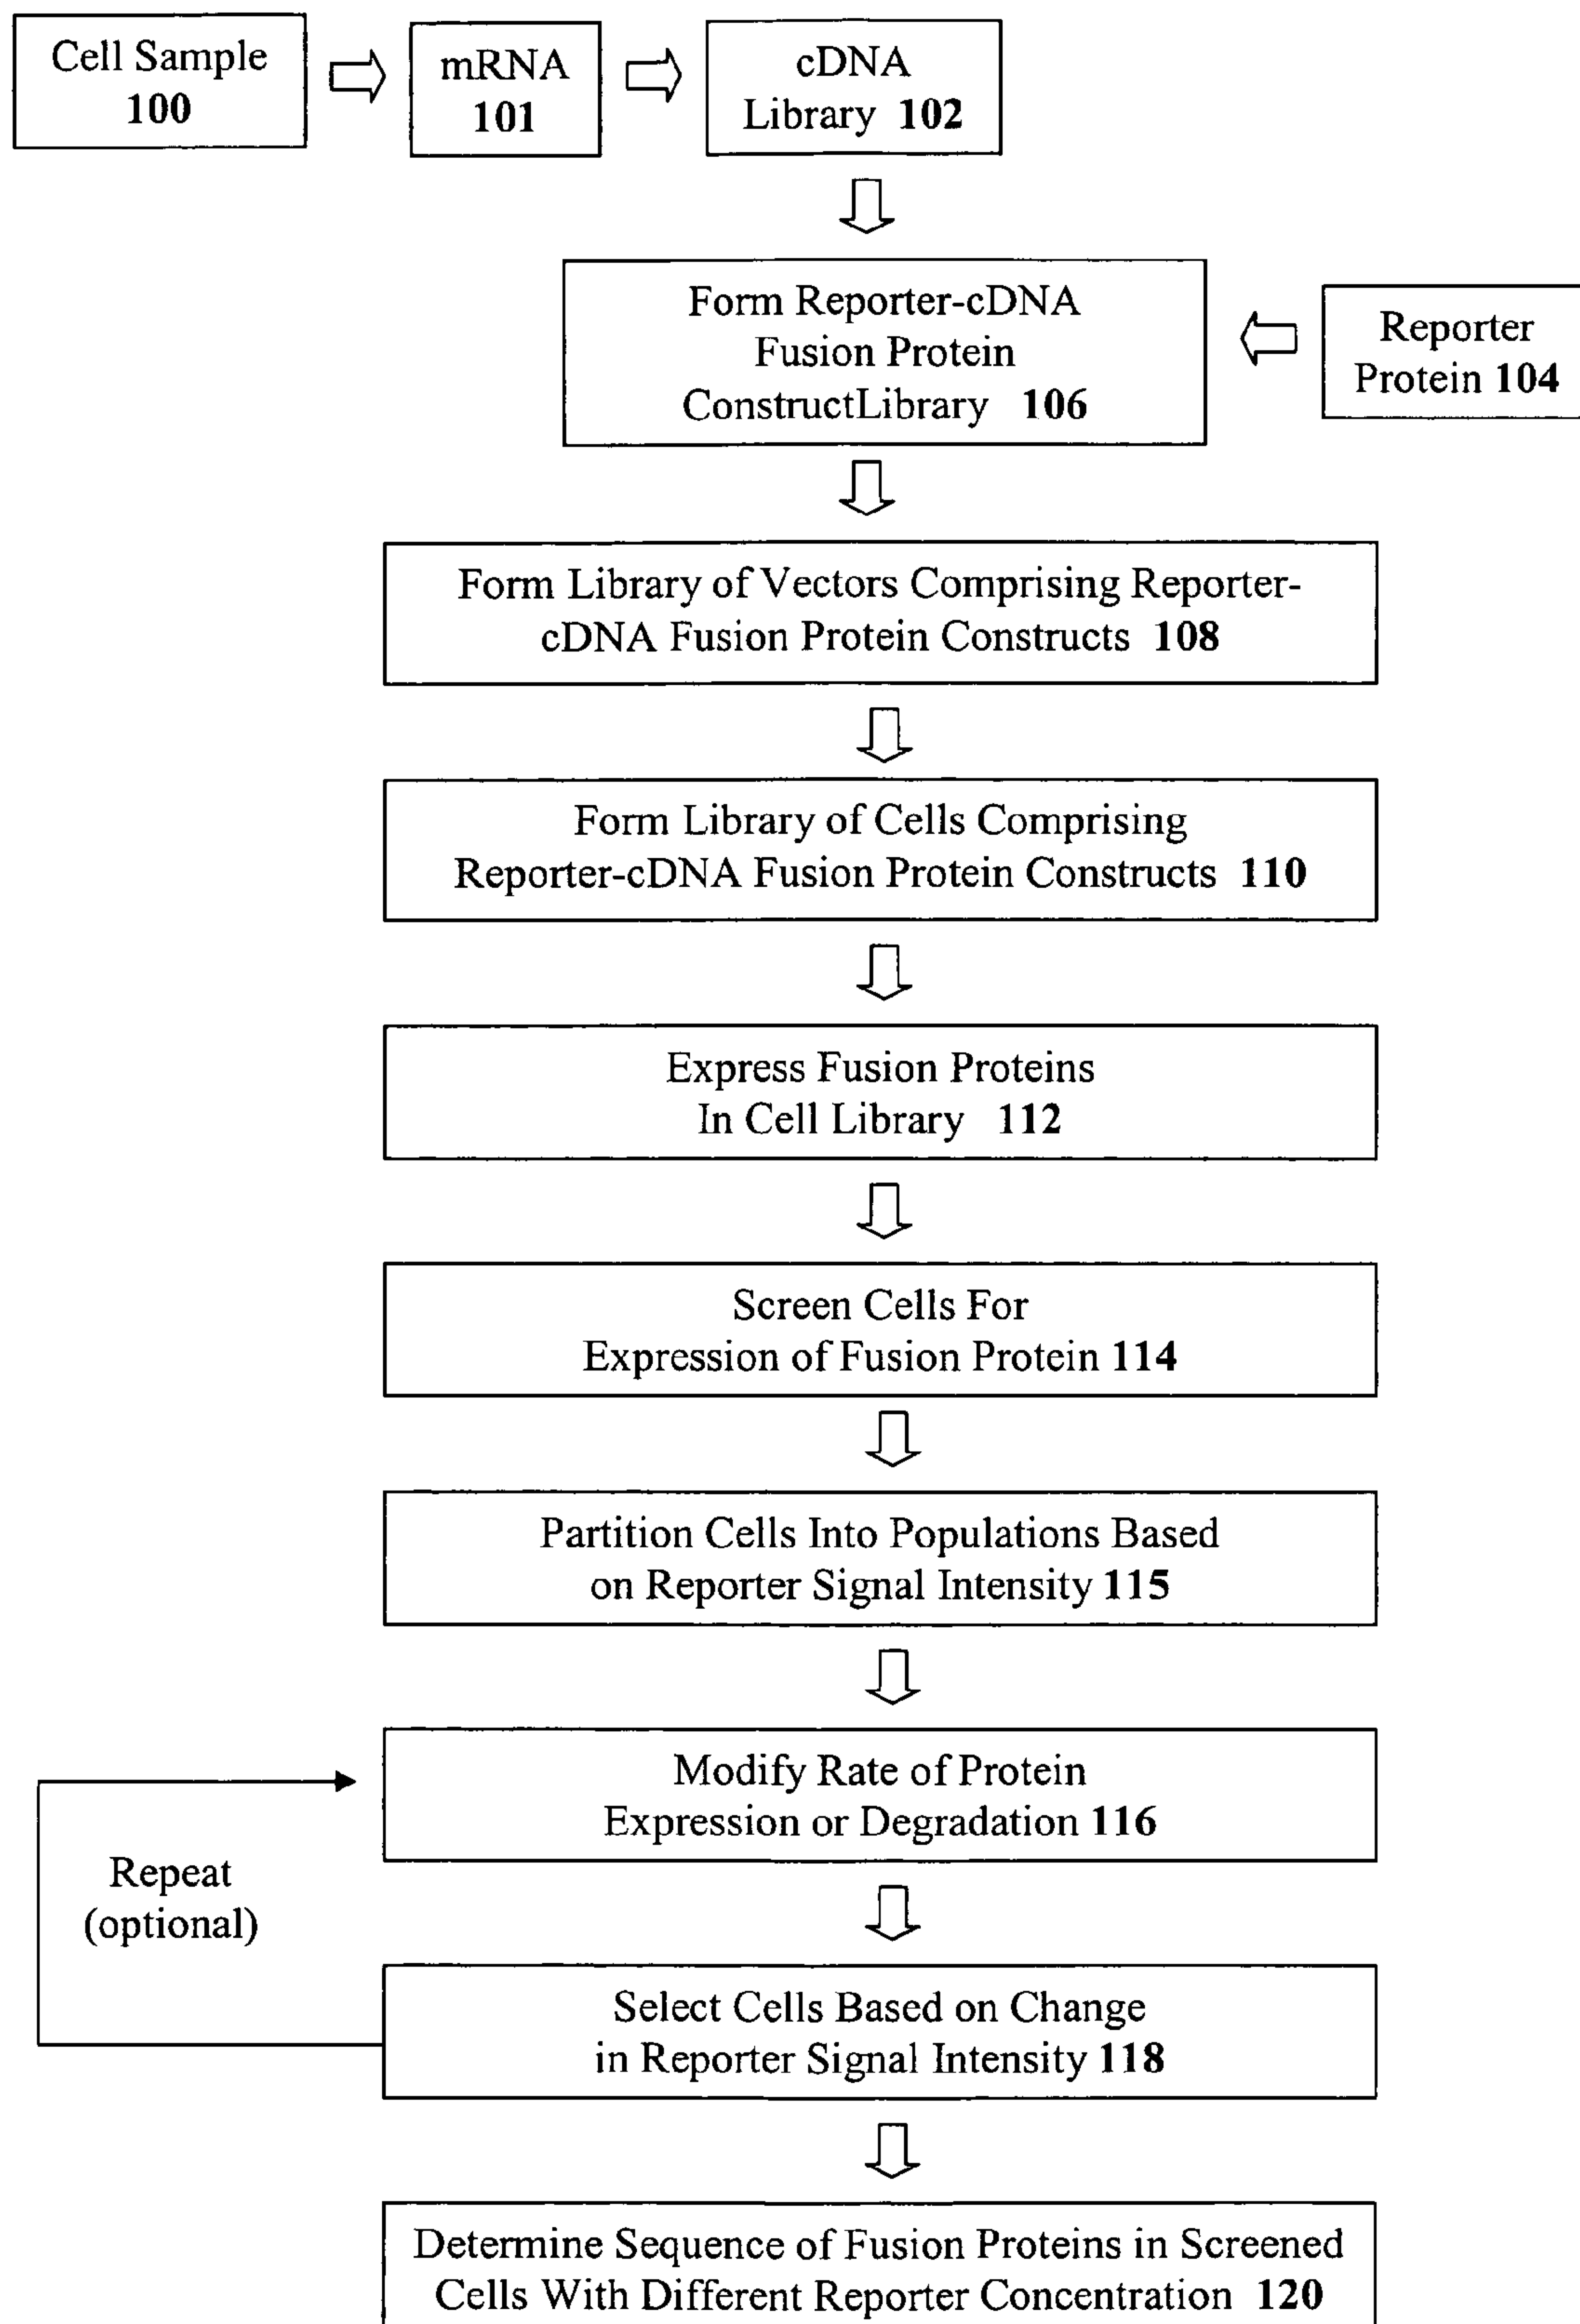 Cell Sample
100
mRNA
101
cDNA
Library 102
Form Reporter-cDNA
Fusion Protein
ConstructLibrary 106
Reporter
Protein 104
Form Library of Vectors Comprising Reporter-
cDNA Fusion Protein Constructs 108
Form Library of Cells Comprising
Reporter-cDNA Fusion Protein Constructs 110
Express Fusion Proteins
In Cell Library 112
Screen Cells For
Expression of Fusion Protein 114
Partition Cells Into Populations Based
on Reporter Signal Intensity 115
Modify Rate of Protein
Expression or Degradation 116
Repeat
(optional)
Select Cells Based on Change
in Reporter Signal Intensity 118
Determine Sequence of Fusion Proteins in Screened
Cells With Different Reporter Concentration 120